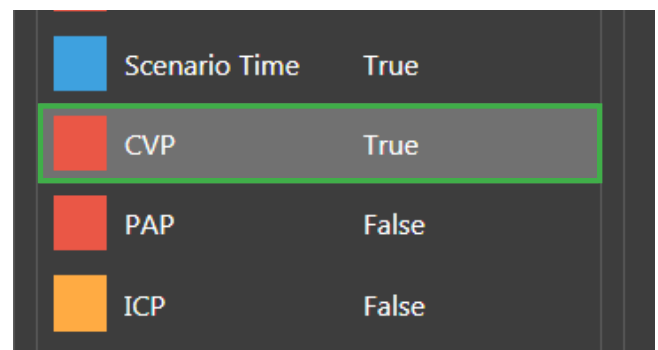 Scenario Time True
CVP True
PAP False
ICP False